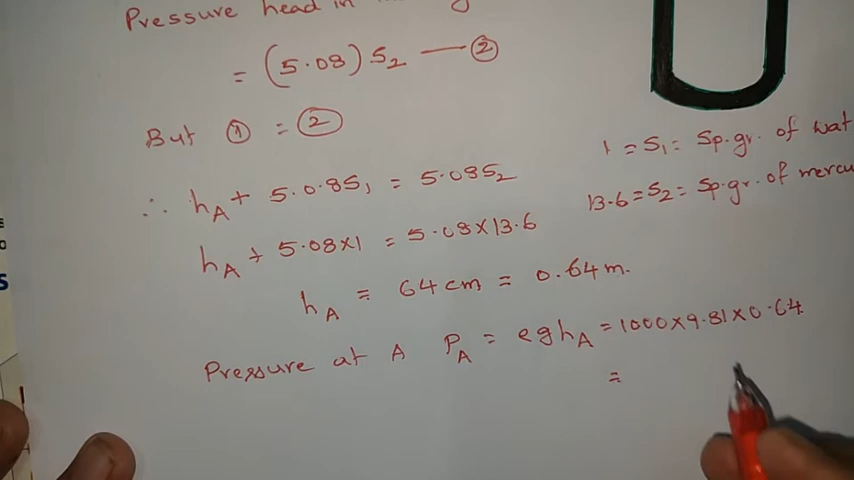 Pressure head in
= (5.08) S₂ — ②
But ① = ②
1 = S₁ = Sp.gr. of wat
∴ hA + 5.0.8S₁ = 5.08S₂
13.6 = S₂ = Sp.gr. of mercu
hA + 5.08×1 = 5.08×13.6
hA = 64 cm = 0.64 m.
Pressure at A PA = ρghA = 1000×9.81×0.64
=